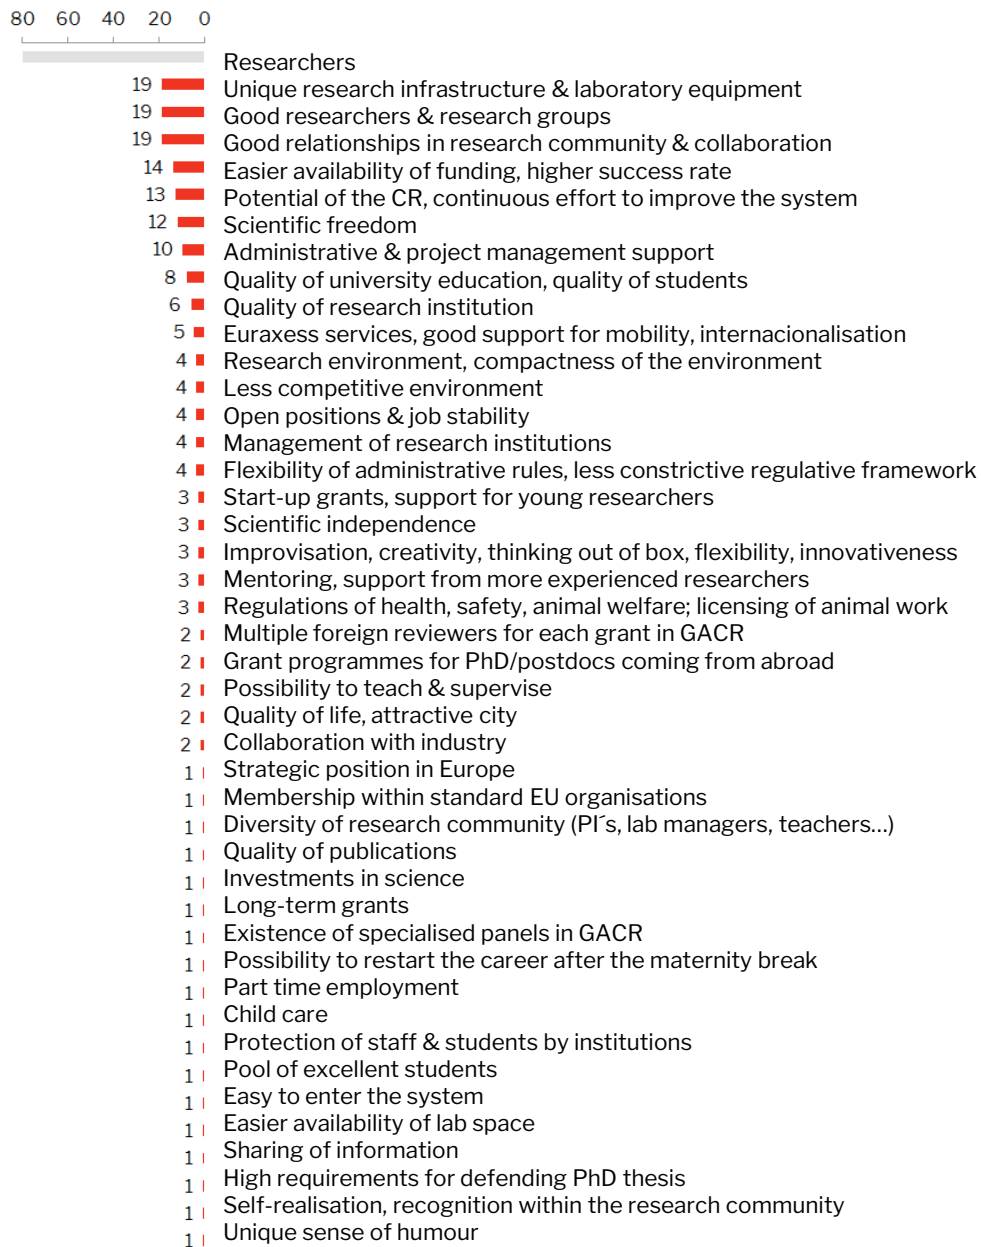 80 60 40 20 0
Researchers
19 Unique research infrastructure & laboratory equipment
19 Good researchers & research groups
19 Good relationships in research community & collaboration
14 Easier availability of funding, higher success rate
13 Potential of the CR, continuous effort to improve the system
12 Scientific freedom
10 Administrative & project management support
8 Quality of university education, quality of students
6 Quality of research institution
5 Euraxess services, good support for mobility, internacionalisation
4 Research environment, compactness of the environment
4 Less competitive environment
4 Open positions & job stability
4 Management of research institutions
4 Flexibility of administrative rules, less constrictive regulative framework
3 Start-up grants, support for young researchers
3 Scientific independence
3 Improvisation, creativity, thinking out of box, flexibility, innovativeness
3 Mentoring, support from more experienced researchers
3 Regulations of health, safety, animal welfare; licensing of animal work
2 Multiple foreign reviewers for each grant in GACR
2 Grant programmes for PhD/postdocs coming from abroad
2 Possibility to teach & supervise
2 Quality of life, attractive city
2 Collaboration with industry
1 Strategic position in Europe
1 Membership within standard EU organisations
1 Diversity of research community (PI´s, lab managers, teachers...)
1 Quality of publications
1 Investments in science
1 Long-term grants
1 Existence of specialised panels in GACR
1 Possibility to restart the career after the maternity break
1 Part time employment
1 Child care
1 Protection of staff & students by institutions
1 Pool of excellent students
1 Easy to enter the system
1 Easier availability of lab space
1 Sharing of information
1 High requirements for defending PhD thesis
1 Self-realisation, recognition within the research community
1 Unique sense of humour